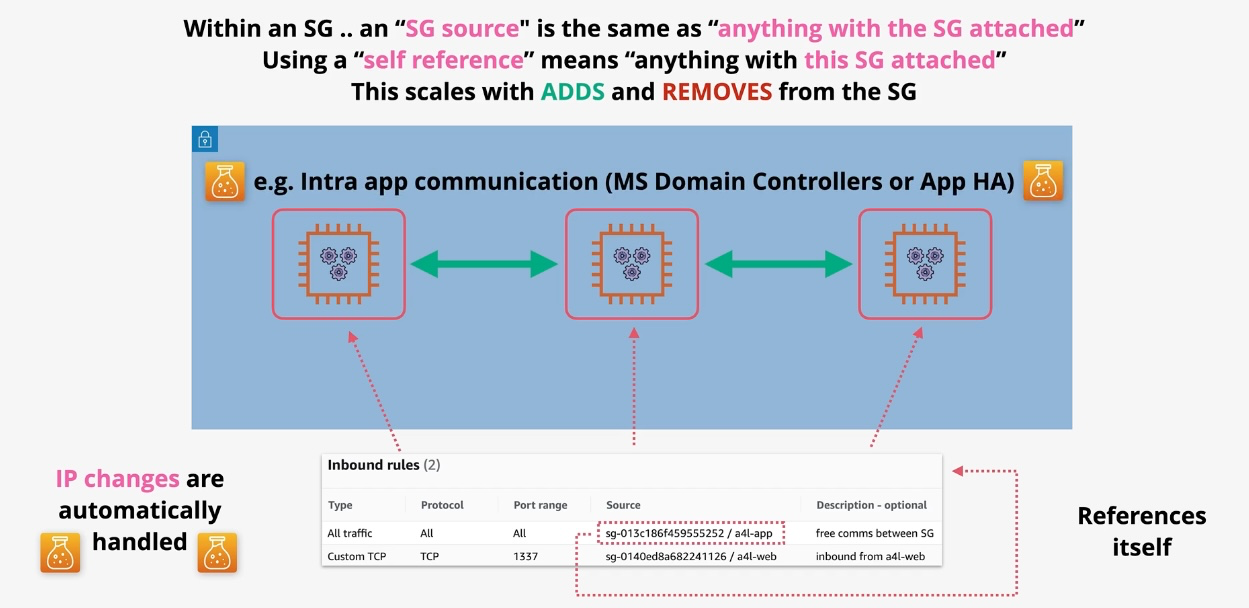 Within an SG .. an “SG source" is the same as “anything with the SG attached”
Using a “self reference” means “anything with this SG attached”
This scales with ADDS and REMOVES from the SG
e.g. Intra app communication (MS Domain Controllers or App HA)
IP changes are
automatically
handled
Inbound rules (2)
Type Protocol Port range Source Description - optional
All traffic All All sg-013c186f459555252 / a4l-app free comms between SG
Custom TCP TCP 1337 sg-0140ed8a682241126 / a4l-web inbound from a4l-web
References
itself